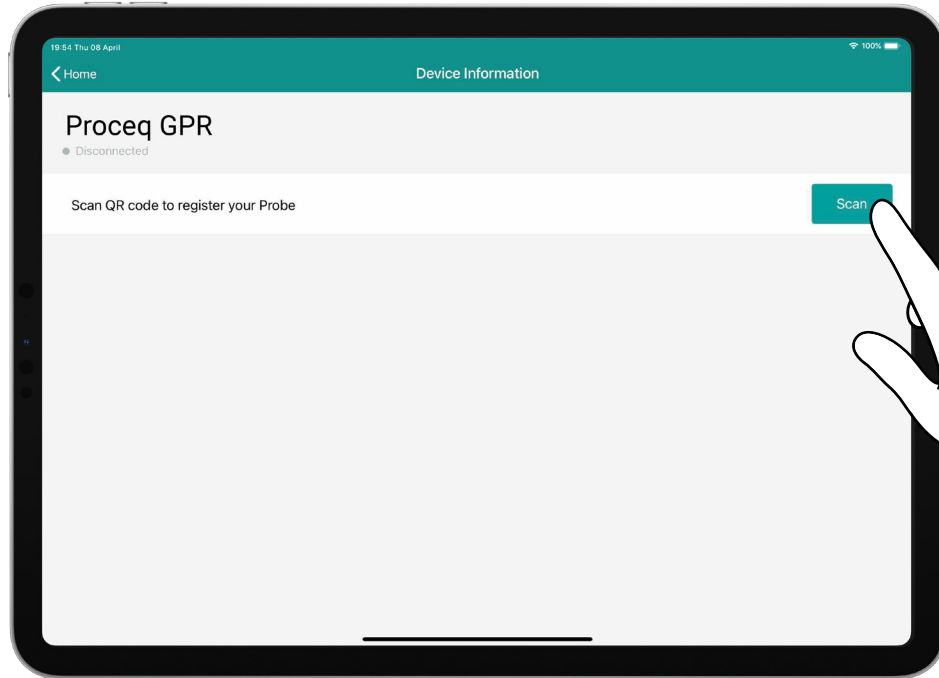 19:54 Thu 08 April
100%
Home
Device Information
Proceq GPR
Disconnected
Scan QR code to register your Probe
Scan